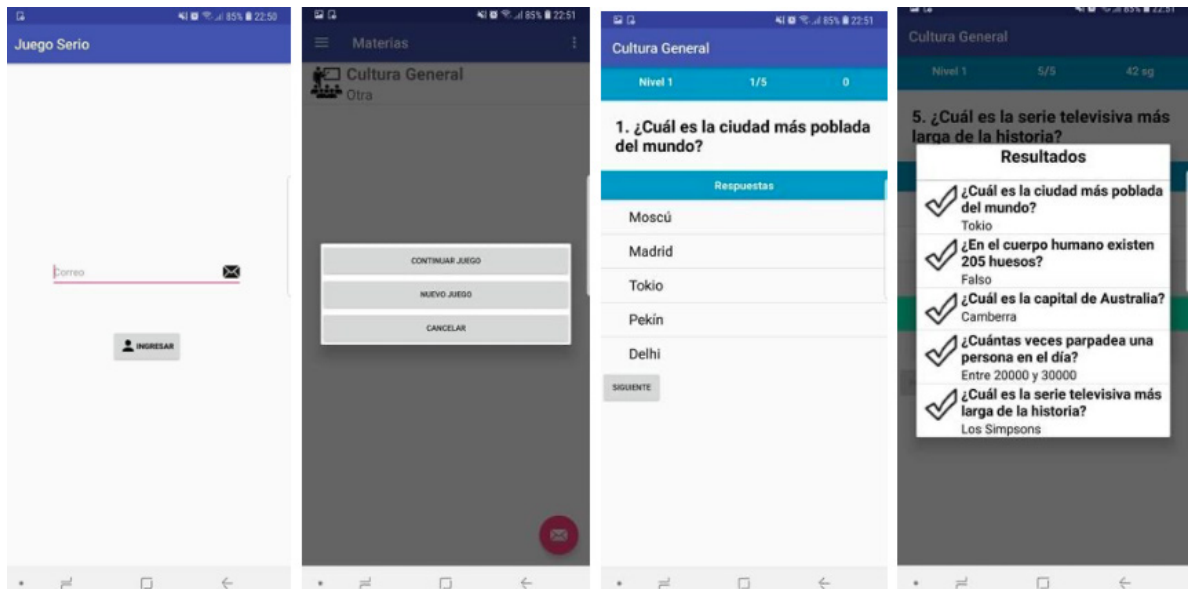 85% 22:50
Juego Serio
Correo
INGRESAR
85% 22:51
Materias
Cultura General
Otra
CONTINUAR JUEGO
NUEVO JUEGO
CANCELAR
85% 22:51
Cultura General
Nivel 1 1/5 0
1. ¿Cuál es la ciudad más poblada
del mundo?
Respuestas
Moscú
Madrid
Tokio
Pekín
Delhi
SIGUIENTE
85% 22:51
Cultura General
Nivel 1 5/5 42 sg
5. ¿Cuál es la serie televisiva más
larga de la historia?
Resultados
¿Cuál es la ciudad más poblada
del mundo?
Tokio
¿En el cuerpo humano existen
205 huesos?
Falso
¿Cuál es la capital de Australia?
Camberra
¿Cuántas veces parpadea una
persona en el día?
Entre 20000 y 30000
¿Cuál es la serie televisiva más
larga de la historia?
Los Simpsons